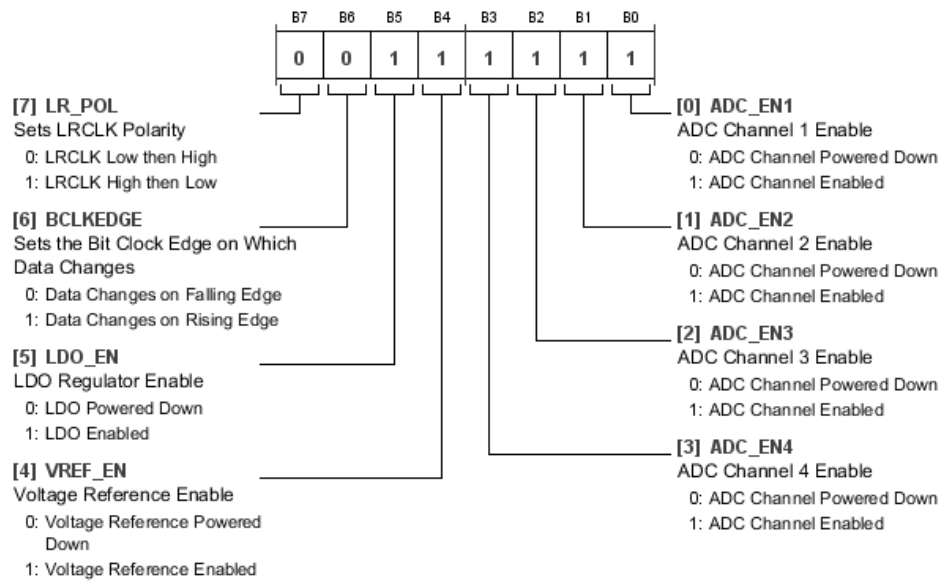 B7 B6 B5 B4 B3 B2 B1 B0
0 0 1 1 1 1 1 1
[7] LR_POL
Sets LRCLK Polarity
0: LRCLK Low then High
1: LRCLK High then Low
[6] BCLKEDGE
Sets the Bit Clock Edge on Which
Data Changes
0: Data Changes on Falling Edge
1: Data Changes on Rising Edge
[5] LDO_EN
LDO Regulator Enable
0: LDO Powered Down
1: LDO Enabled
[4] VREF_EN
Voltage Reference Enable
0: Voltage Reference Powered
Down
1: Voltage Reference Enabled
[0] ADC_EN1
ADC Channel 1 Enable
0: ADC Channel Powered Down
1: ADC Channel Enabled
[1] ADC_EN2
ADC Channel 2 Enable
0: ADC Channel Powered Down
1: ADC Channel Enabled
[2] ADC_EN3
ADC Channel 3 Enable
0: ADC Channel Powered Down
1: ADC Channel Enabled
[3] ADC_EN4
ADC Channel 4 Enable
0: ADC Channel Powered Down
1: ADC Channel Enabled